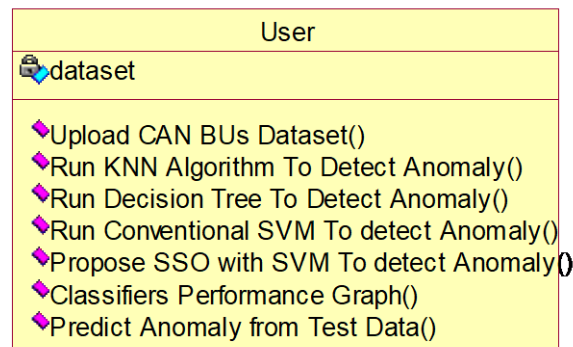 User
dataset
Upload CAN BUs Dataset()
Run KNN Algorithm To Detect Anomaly()
Run Decision Tree To Detect Anomaly()
Run Conventional SVM To detect Anomaly()
Propose SSO with SVM To detect Anomaly()
Classifiers Performance Graph()
Predict Anomaly from Test Data()